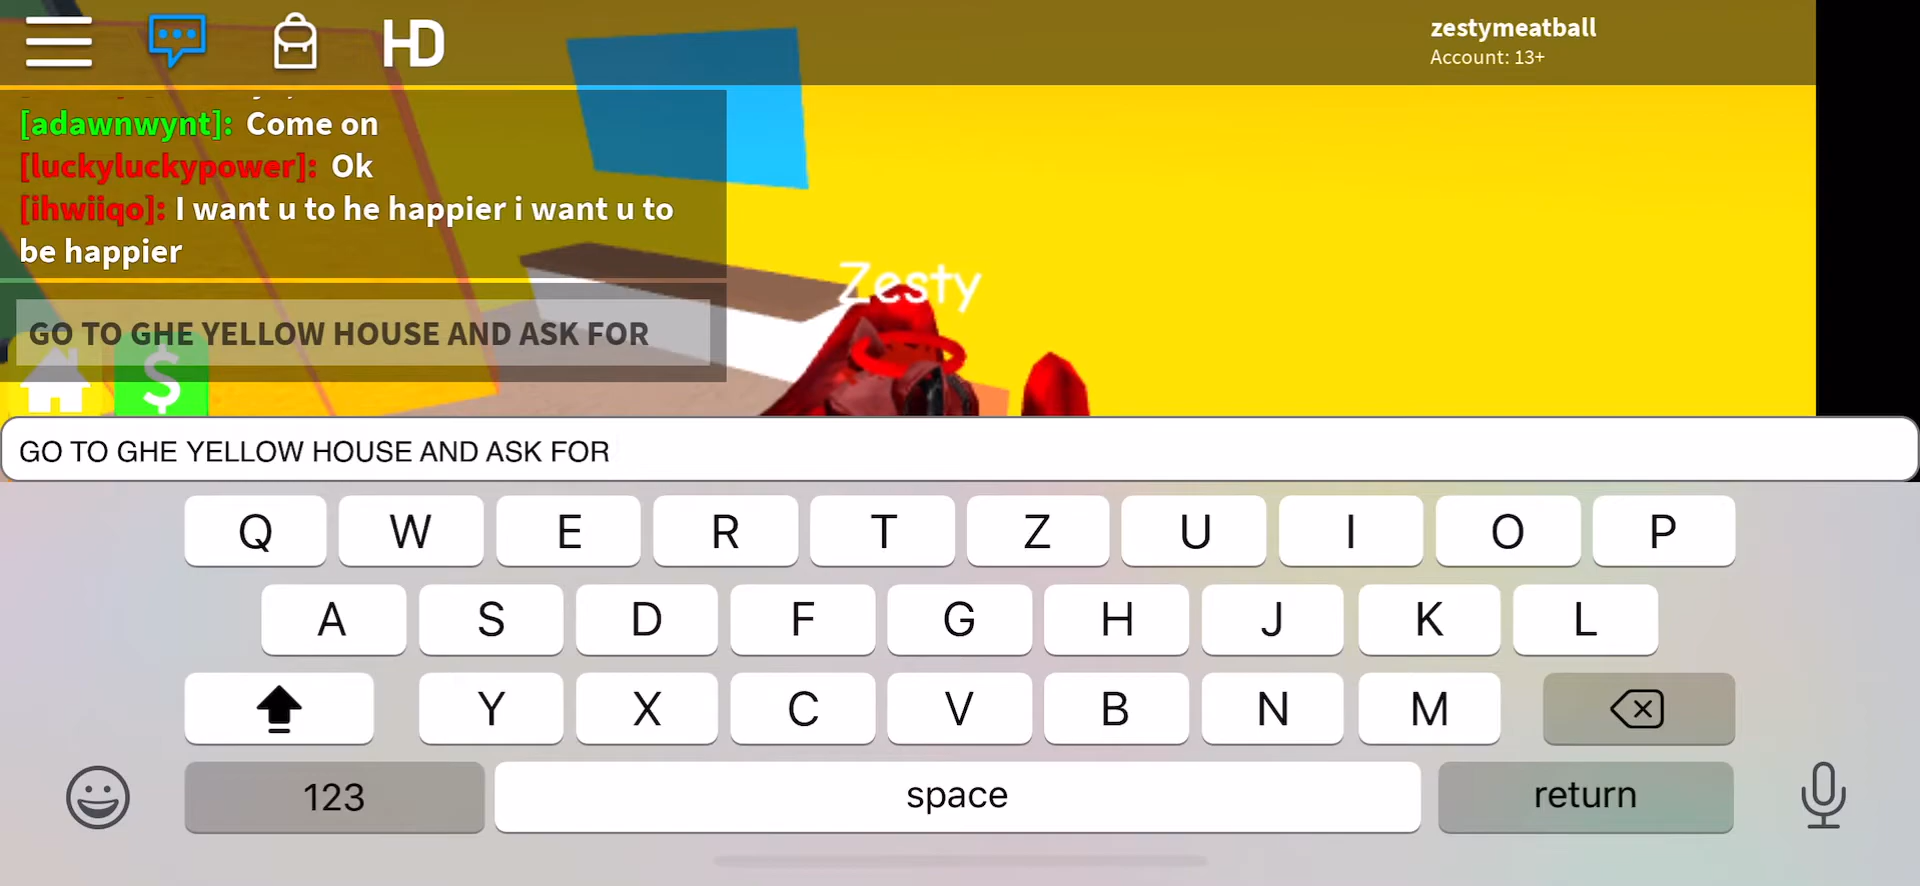 HD
zestymeatball
Account: 13+
[adawnwynt]: Come on
[luckyluckypower]: Ok
[ihwiiqo]: I want u to he happier i want u to
be happier
Zesty
GO TO GHE YELLOW HOUSE AND ASK FOR
$
GO TO GHE YELLOW HOUSE AND ASK FOR
Q W E R T Z U I O P
A S D F G H J K L
Y X C V B N M
123 space return